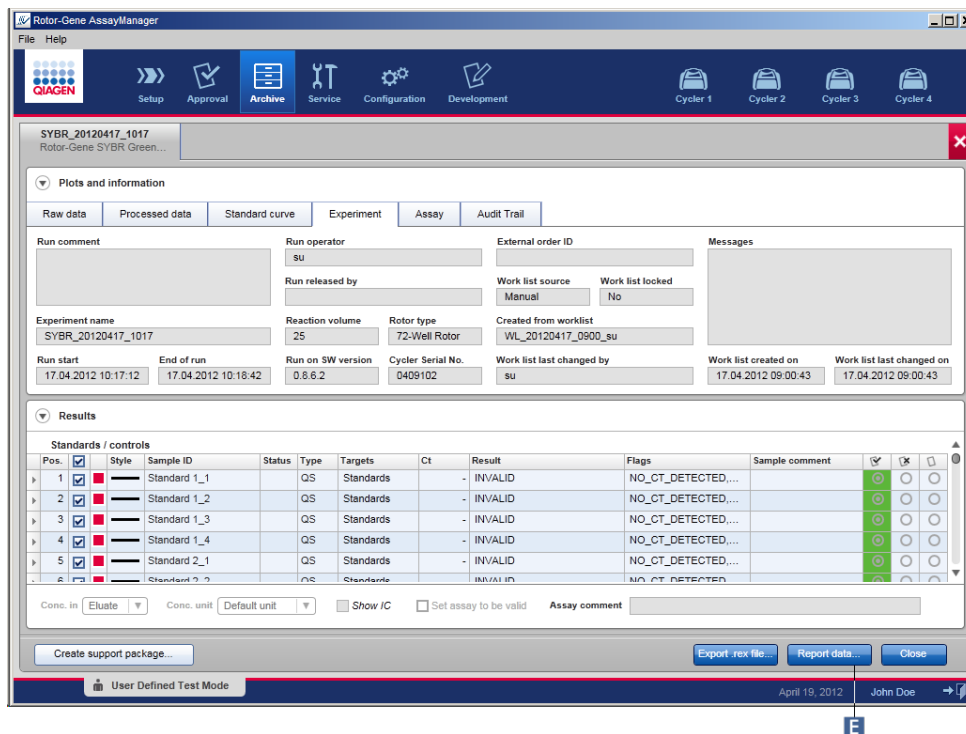 Rotor-Gene AssayManager
File Help
QIAGEN
Setup Approval Archive Service Configuration Development Cycler 1 Cycler 2 Cycler 3 Cycler 4
SYBR_20120417_1017
Rotor-Gene SYBR Green...
Plots and information
Raw data Processed data Standard curve Experiment Assay Audit Trail
Run comment Run operator External order ID Messages
su
Run released by Work list source Work list locked
Manual No
Experiment name Reaction volume Rotor type Created from worklist
SYBR_20120417_1017 25 72-Well Rotor WL_20120417_0900_su
Run start End of run Run on SW version Cycler Serial No. Work list last changed by Work list created on Work list last changed on
17.04.2012 10:17:12 17.04.2012 10:18:42 0.8.6.2 0409102 su 17.04.2012 09:00:43 17.04.2012 09:00:43
Results
Standards / controls
Pos. Style Sample ID Status Type Targets Ct Result Flags Sample comment
1 Standard 1_1 QS Standards - INVALID NO_CT_DETECTED,...
2 Standard 1_2 QS Standards - INVALID NO_CT_DETECTED,...
3 Standard 1_3 QS Standards - INVALID NO_CT_DETECTED,...
4 Standard 1_4 QS Standards - INVALID NO_CT_DETECTED,...
5 Standard 2_1 QS Standards - INVALID NO_CT_DETECTED,...
6 Standard 2_2 QS Standards - INVALID NO_CT_DETECTED
Conc. in Eluate Conc. unit Default unit Show IC Set assay to be valid Assay comment
Create support package... Export .rex file... Report data... Close
User Defined Test Mode April 19, 2012 John Doe
E